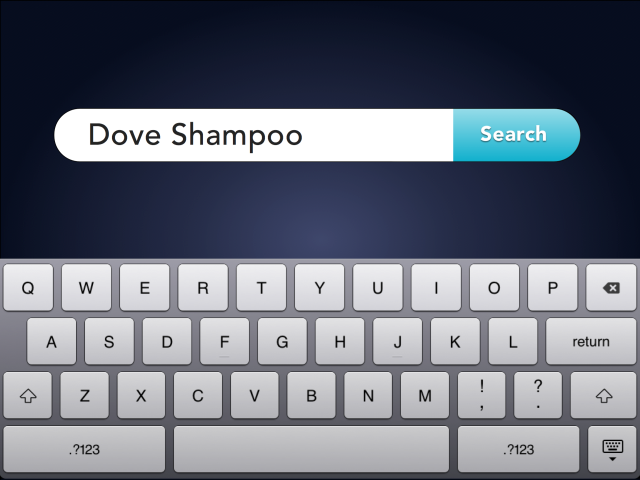 Dove Shampoo Search
Q W E R T Y U I O P
A S D F G H J K L return
Z X C V B N M ! , ? .
.?123 .?123